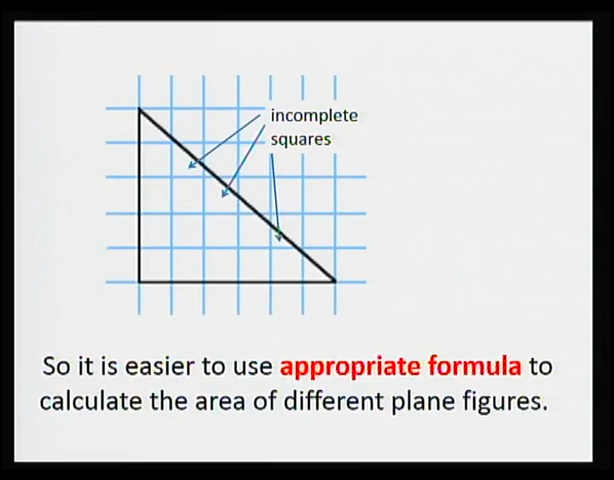 incomplete
squares
So it is easier to use appropriate formula to
calculate the area of different plane figures.